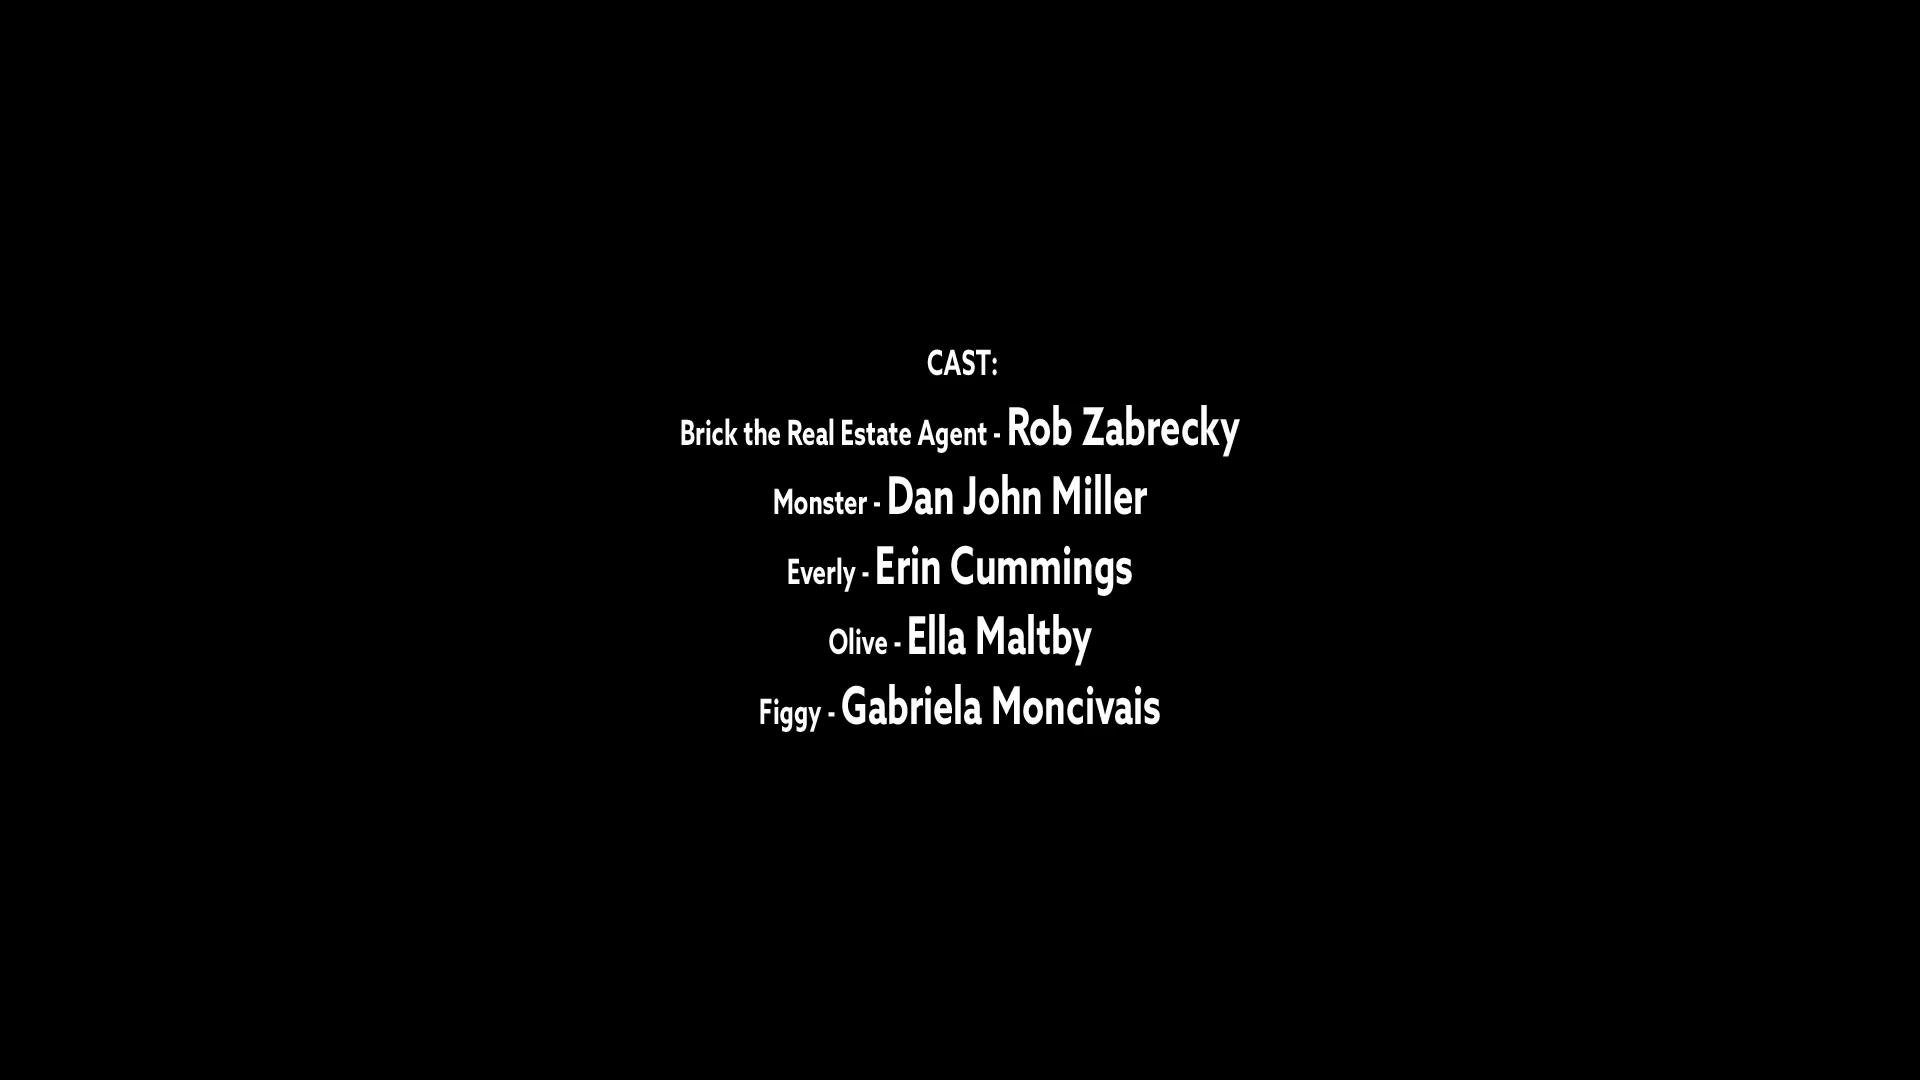 CAST:
Brick the Real Estate Agent - Rob Zabrecky
Monster - Dan John Miller
Everly - Erin Cummings
Olive - Ella Maltby
Figgy - Gabriela Moncivais